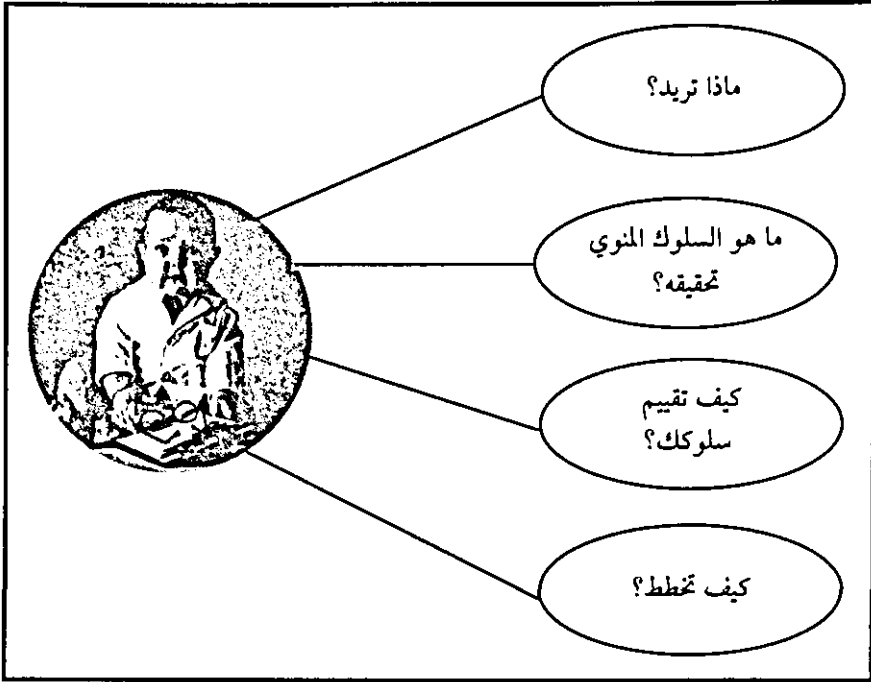 ماذا تريد؟
ما هو السلوك المنوي
تحقيقه؟
كيف تقييم
سلوكك؟
كيف تخطط؟